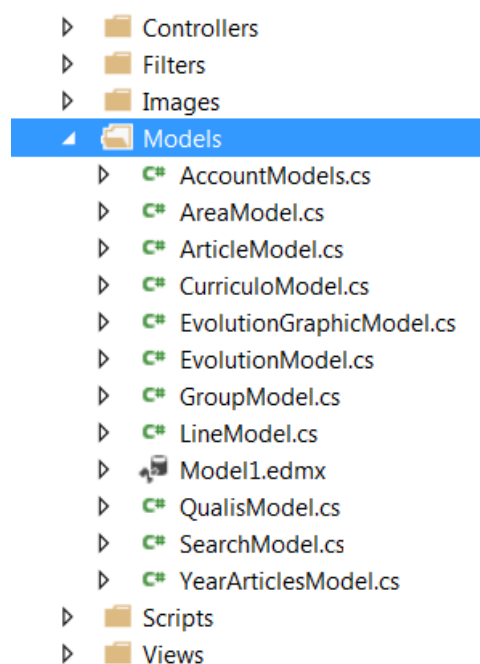 Controllers
Filters
Images
Models
C# AccountModels.cs
C# AreaModel.cs
C# ArticleModel.cs
C# CurriculoModel.cs
C# EvolutionGraphicModel.cs
C# EvolutionModel.cs
C# GroupModel.cs
C# LineModel.cs
Model1.edmx
C# QualisModel.cs
C# SearchModel.cs
C# YearArticlesModel.cs
Scripts
Views